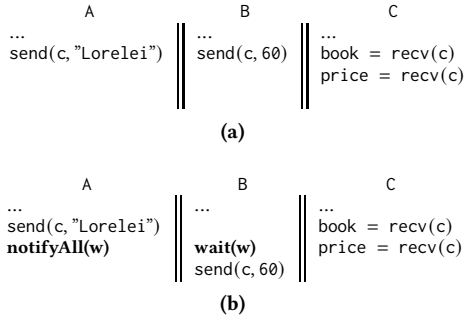 A B C
... ... ...
send(c,"Lorelei") send(c,60) book = recv(c)
price = recv(c)
(a)
A B C
... ... ...
send(c,"Lorelei") book = recv(c)
notifyAll(w) wait(w) price = recv(c)
send(c,60)
(b)